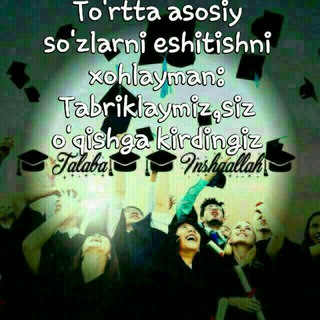 To'rtta asosiy
so'zlarni eshitishni
xohlayman:
Tabriklaymiz,siz
o'qishga kirdingiz
Talaba Inshaallah